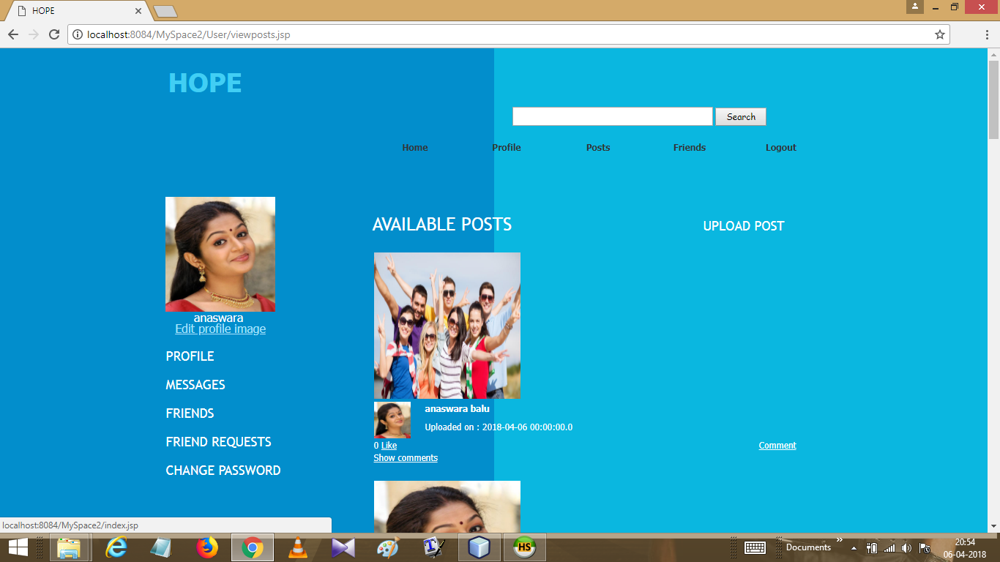 HOPE
localhost:8084/MySpace2/User/viewposts.jsp
HOPE
Search
Home Profile Posts Friends Logout
AVAILABLE POSTS
UPLOAD POST
anaswara
Edit profile image
PROFILE
MESSAGES
FRIENDS
FRIEND REQUESTS
CHANGE PASSWORD
anaswara balu
Uploaded on : 2018-04-06 00:00:00.0
0 Like
Comment
Show comments
localhost:8084/MySpace2/index.jsp
HS
Documents
20:54
06-04-2018